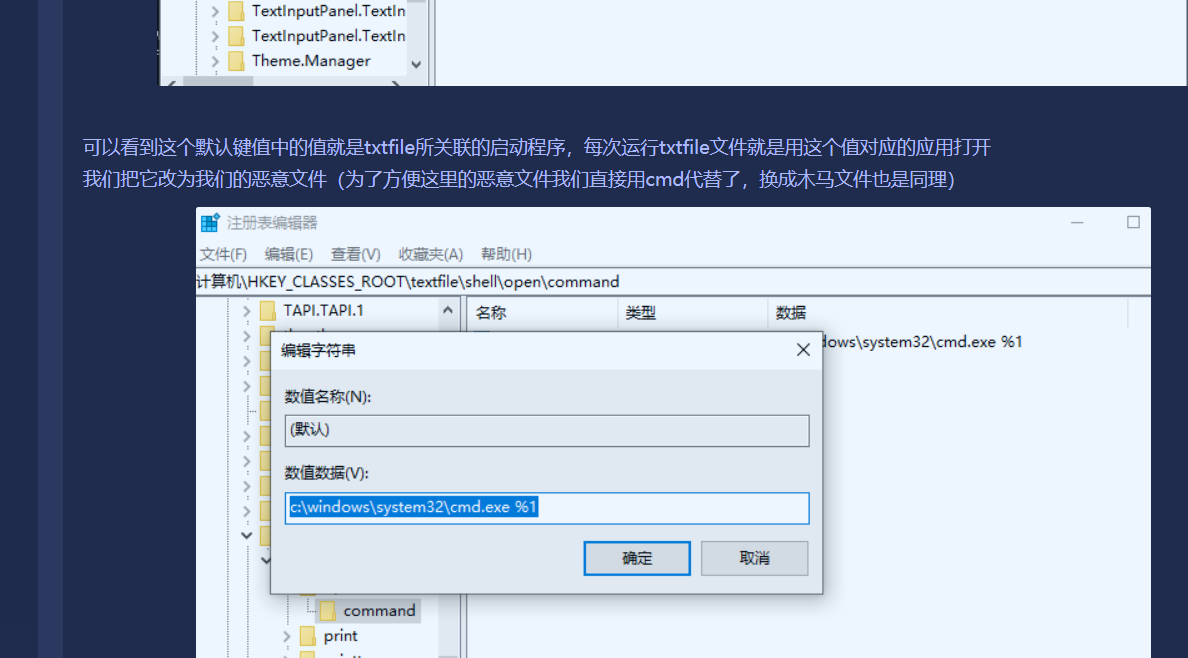 TextInputPanel.TextIn
TextInputPanel.TextIn
Theme.Manager
可以看到这个默认键值中的值就是txtfile所关联的启动程序，每次运行txtfile文件就是用这个值对应的应用打开
我们把它改为我们的恶意文件（为了方便这里的恶意文件我们直接用cmd代替了，换成木马文件也是同理）
注册表编辑器
文件(F) 编辑(E) 查看(V) 收藏夹(A) 帮助(H)
计算机\HKEY_CLASSES_ROOT\textfile\shell\open\command
TAPI.TAPI.1
名称 类型 数据
dows\system32\cmd.exe %1
编辑字符串
数值名称(N):
(默认)
数值数据(V):
c:\windows\system32\cmd.exe %1
确定 取消
command
print